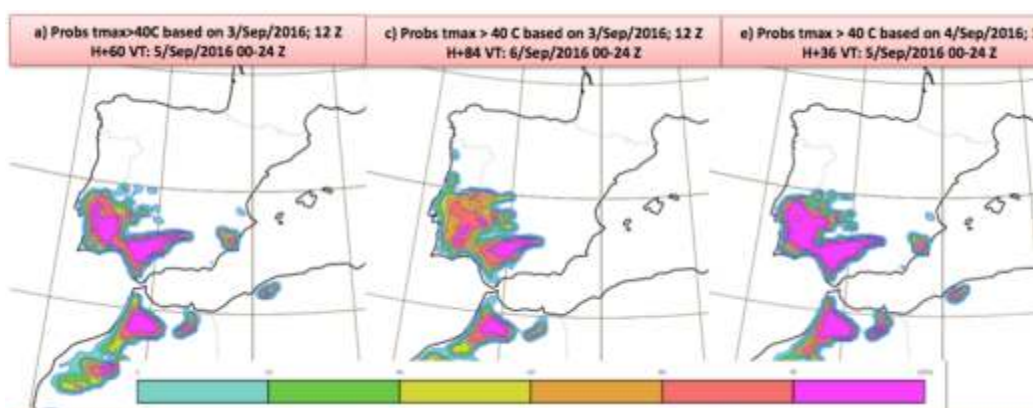 a) Probs tmax>40C based on 3/Sep/2016; 12 Z
H+60 VT: 5/Sep/2016 00-24 Z
c) Probs tmax > 40 C based on 3/Sep/2016; 12 Z
H+84 VT: 6/Sep/2016 00-24 Z
e) Probs tmax > 40 C based on 4/Sep/2016; 1
H+36 VT: 5/Sep/2016 00-24 Z